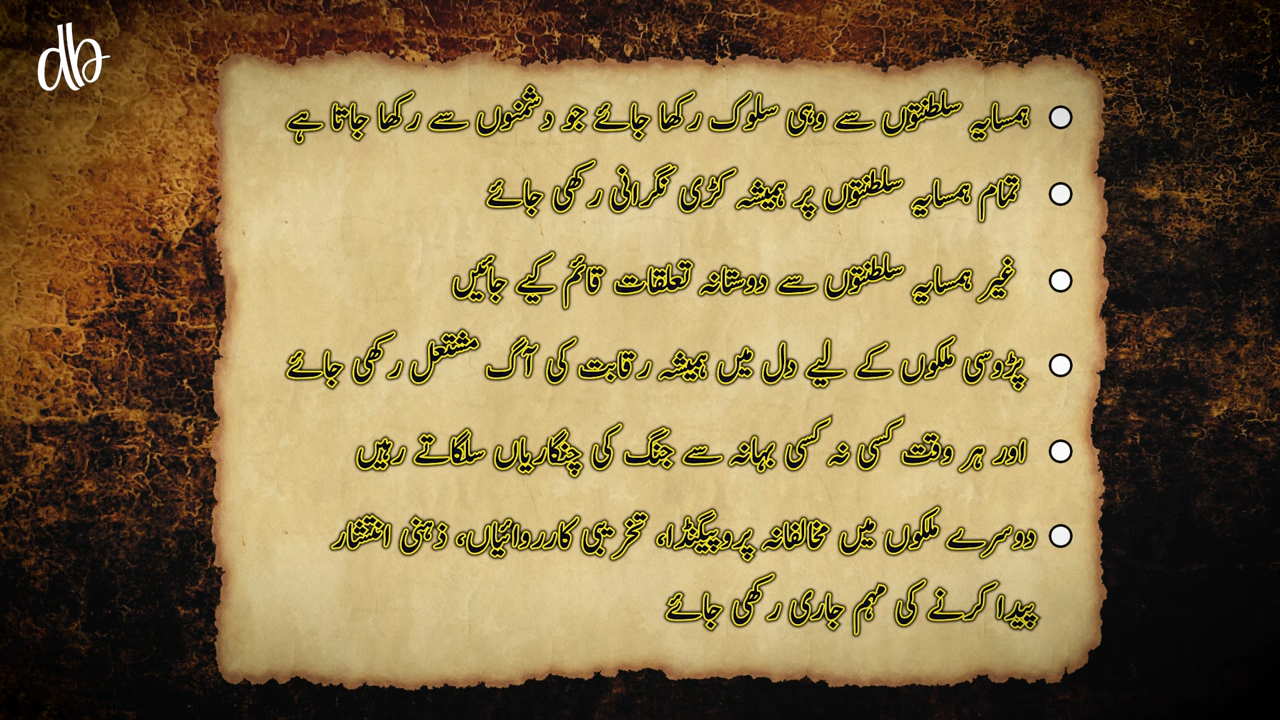 db
ہمسایہ سلطنتوں سے وہی سلوک رکھا جائے جو دشمنوں سے رکھا جاتا ہے
تمام ہمسایہ سلطنتوں پر ہمیشہ کڑی نگرانی رکھی جائے
غیر ہمسایہ سلطنتوں سے دوستانہ تعلقات قائم کیے جائیں
پڑوسی ملکوں کے لیے دل میں ہمیشہ رقابت کی آگ مشتعل رکھی جائے
اور ہر وقت کسی نہ کسی بہانہ سے جنگ کی چنگاریاں سلگاتے رہیں
دوسرے ملکوں میں مخالفانہ پروپیگنڈا، تخریبی کارروائیاں، ذہنی انتشار
پیدا کرنے کی مہم جاری رکھی جائے